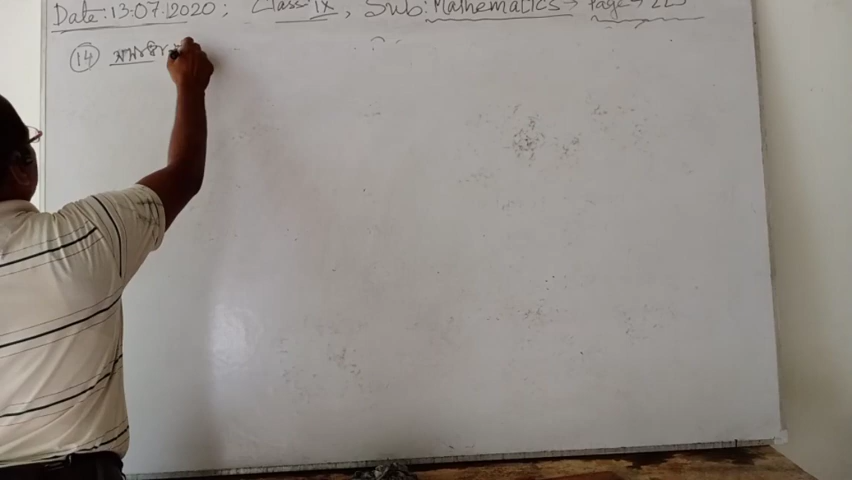 Date: 13.07.2020; Class: IX, Sub: Mathematics → Page →
14